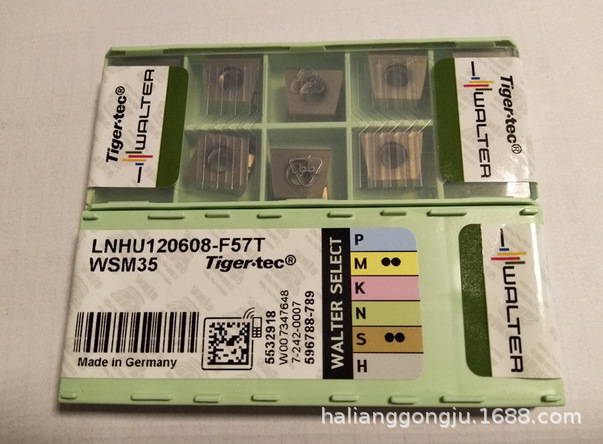 Tiger·tec®
WALTER
Tiger·tec®
WALTER
LNHU120608-F57T
WSM35
Tiger·tec®
Made in Germany
5532918
W007347648
7-242-0007
596788-789
WALTER SELECT
P
M
K
N
S
H
WALTER
halianggongju.1688.com